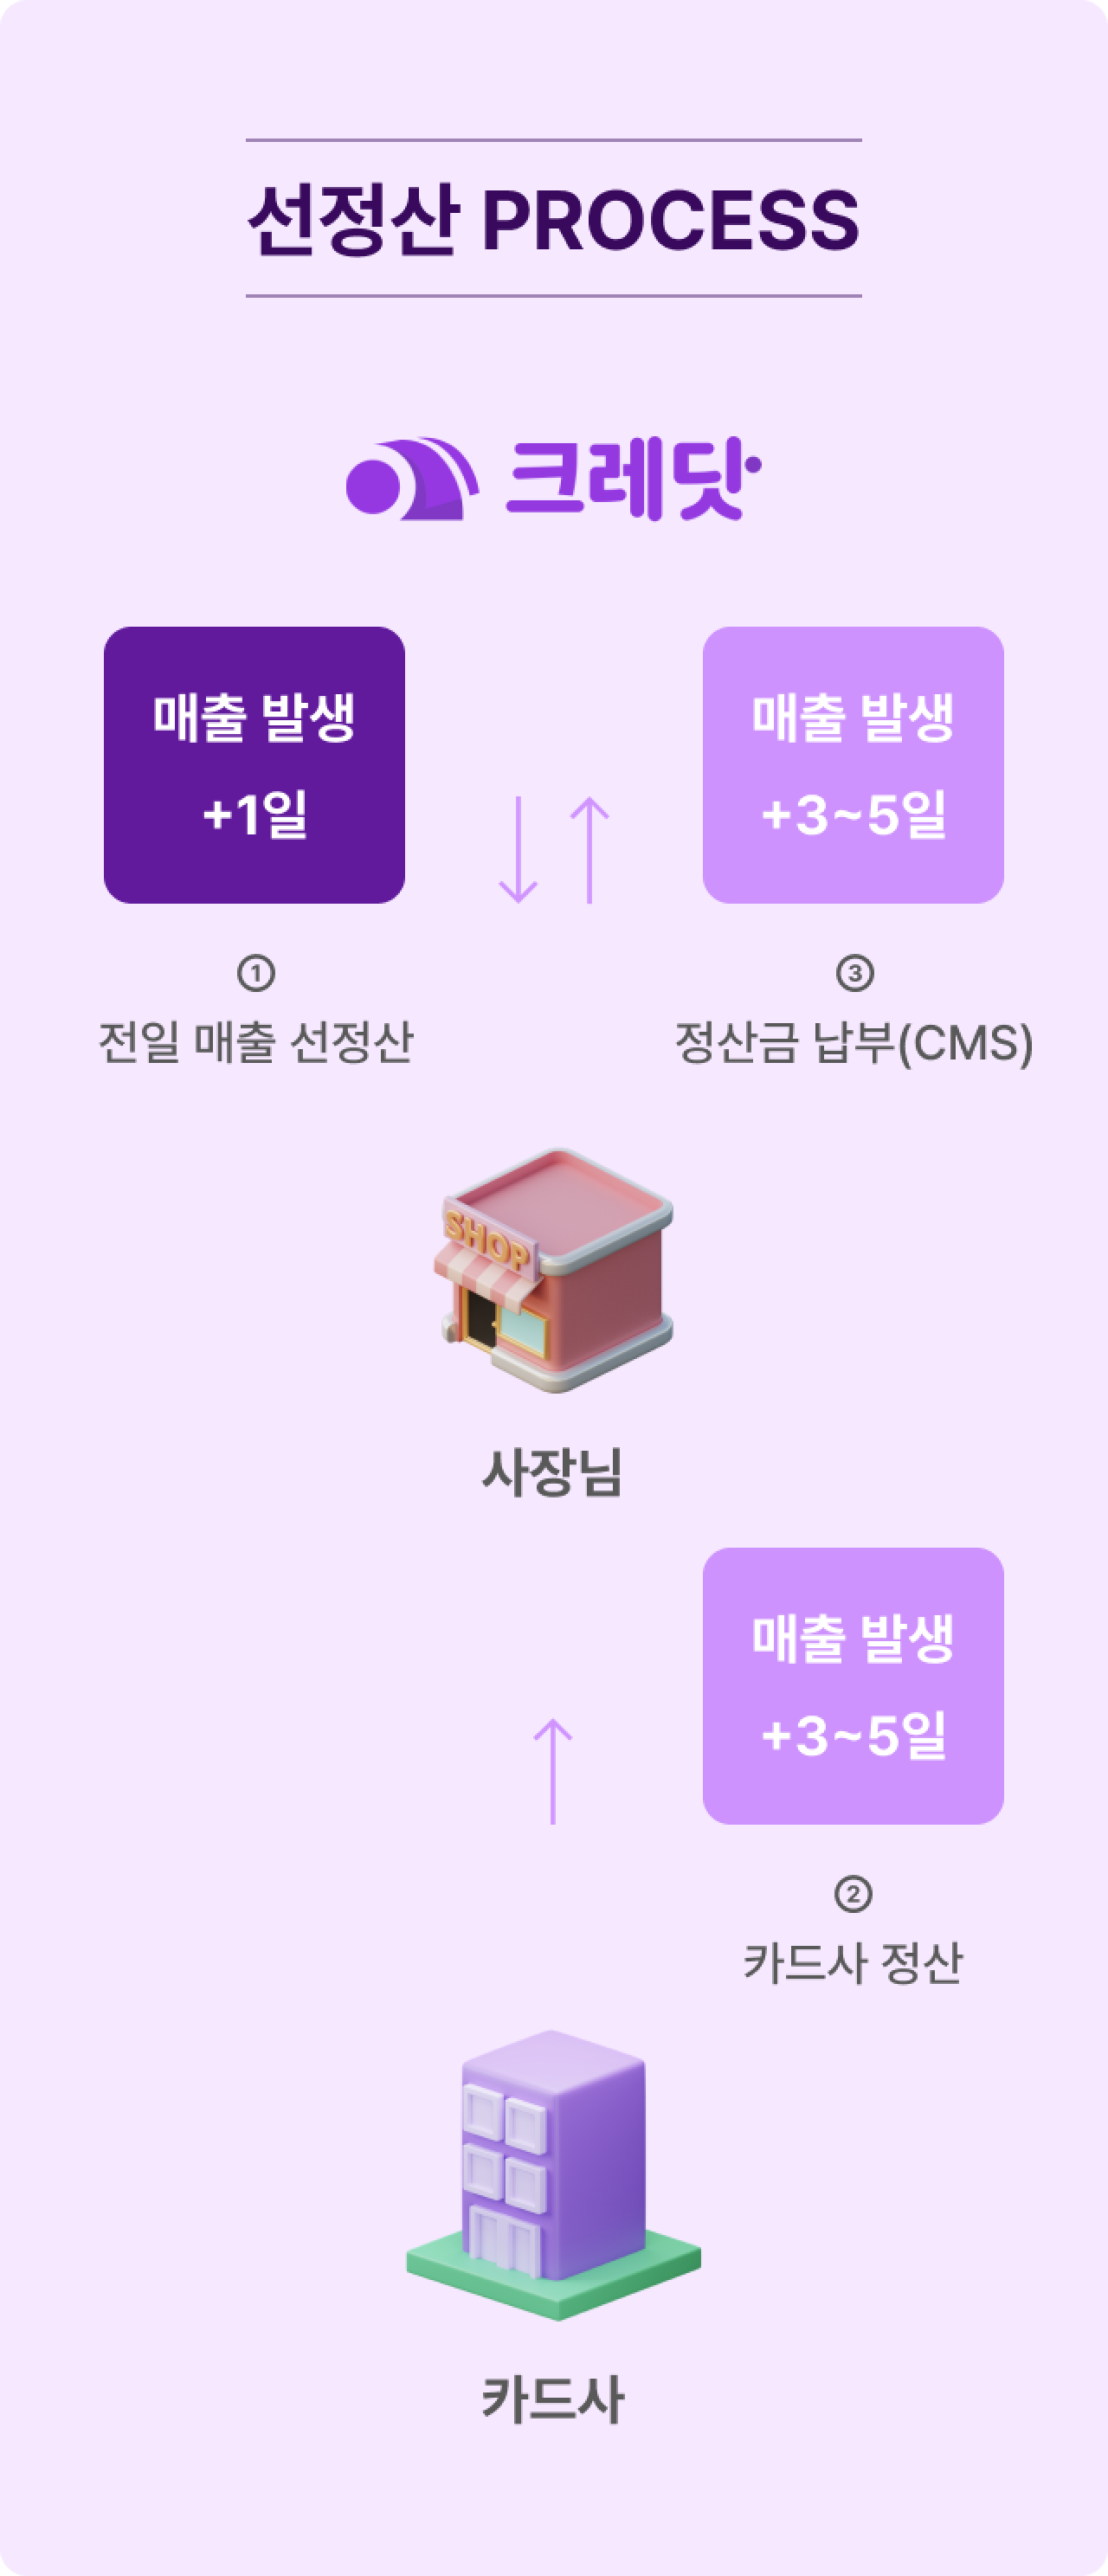 선정산 PROCESS
크레딧
매출 발생
+1일
①
전일 매출 선정산
매출 발생
+3~5일
③
정산금 납부(CMS)
SHOP
사장님
매출 발생
+3~5일
②
카드사 정산
카드사